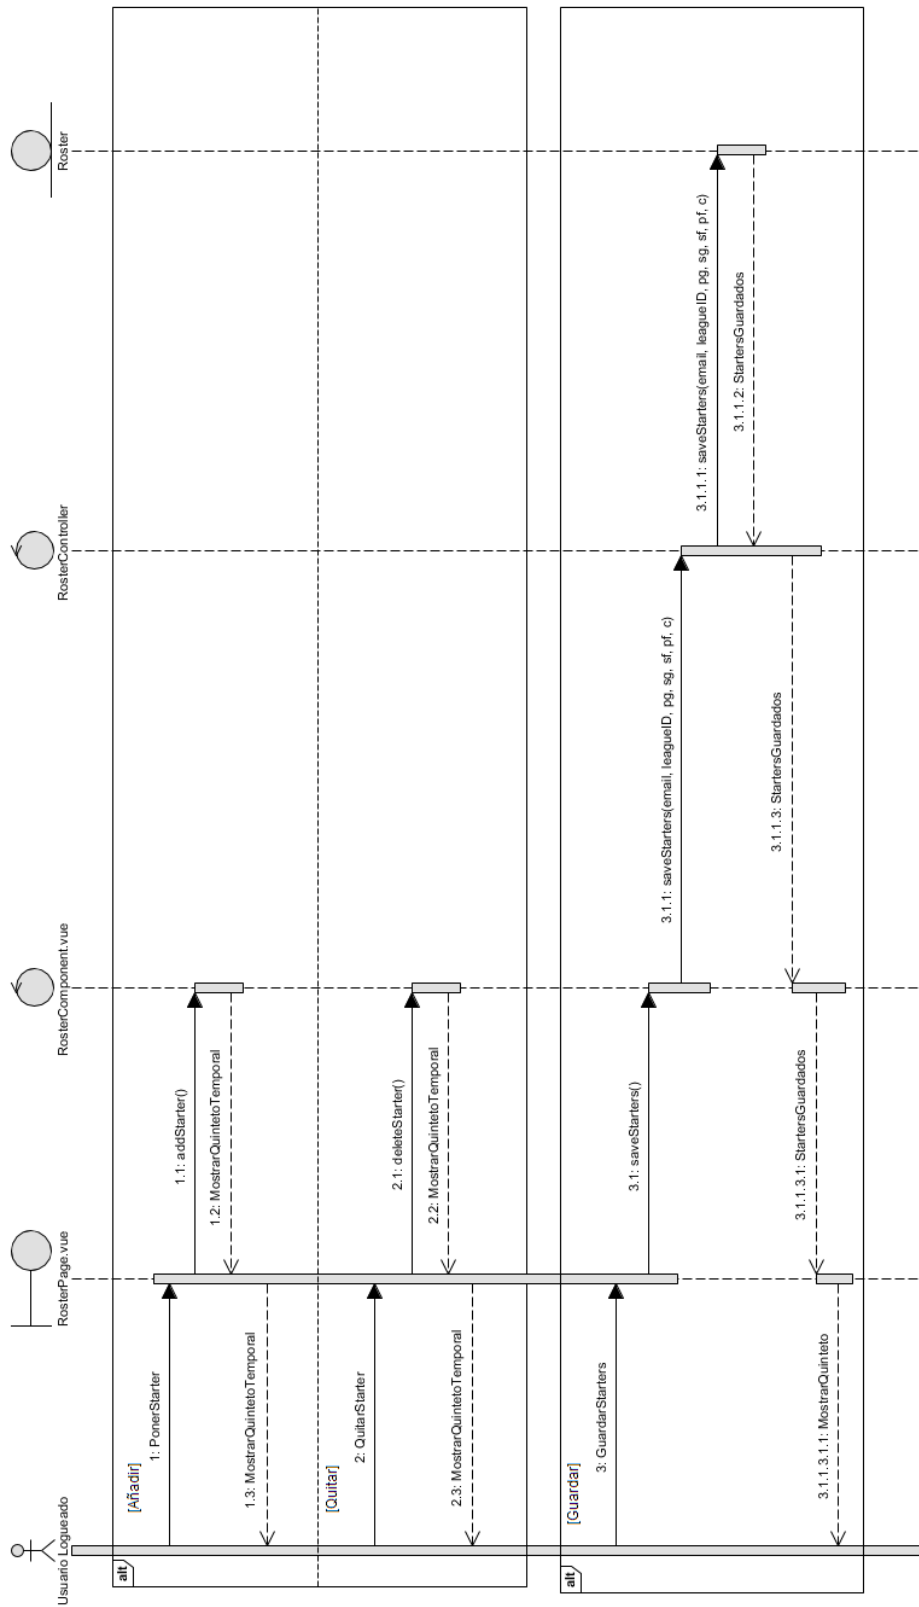 Usuario Logueado
RosterPage.vue
RosterComponent.vue
RosterController
Roster
alt
[Añadir]
1: PonerStarter
1.1: addStarter()
1.2: MostrarQuintetoTemporal
1.3: MostrarQuintetoTemporal
[Quitar]
2: QuitarStarter
2.1: deleteStarter()
2.2: MostrarQuintetoTemporal
2.3: MostrarQuintetoTemporal
alt
[Guardar]
3: GuardarStarters
3.1: saveStarters()
3.1.1: saveStarters(email, leagueID, pg, sg, sf, pf, c)
3.1.1.1: saveStarters(email, leagueID, pg, sg, sf, pf, c)
3.1.1.2: StartersGuardados
3.1.1.3: StartersGuardados
3.1.1.3.1: StartersGuardados
3.1.1.3.1.1: MostrarQuinteto